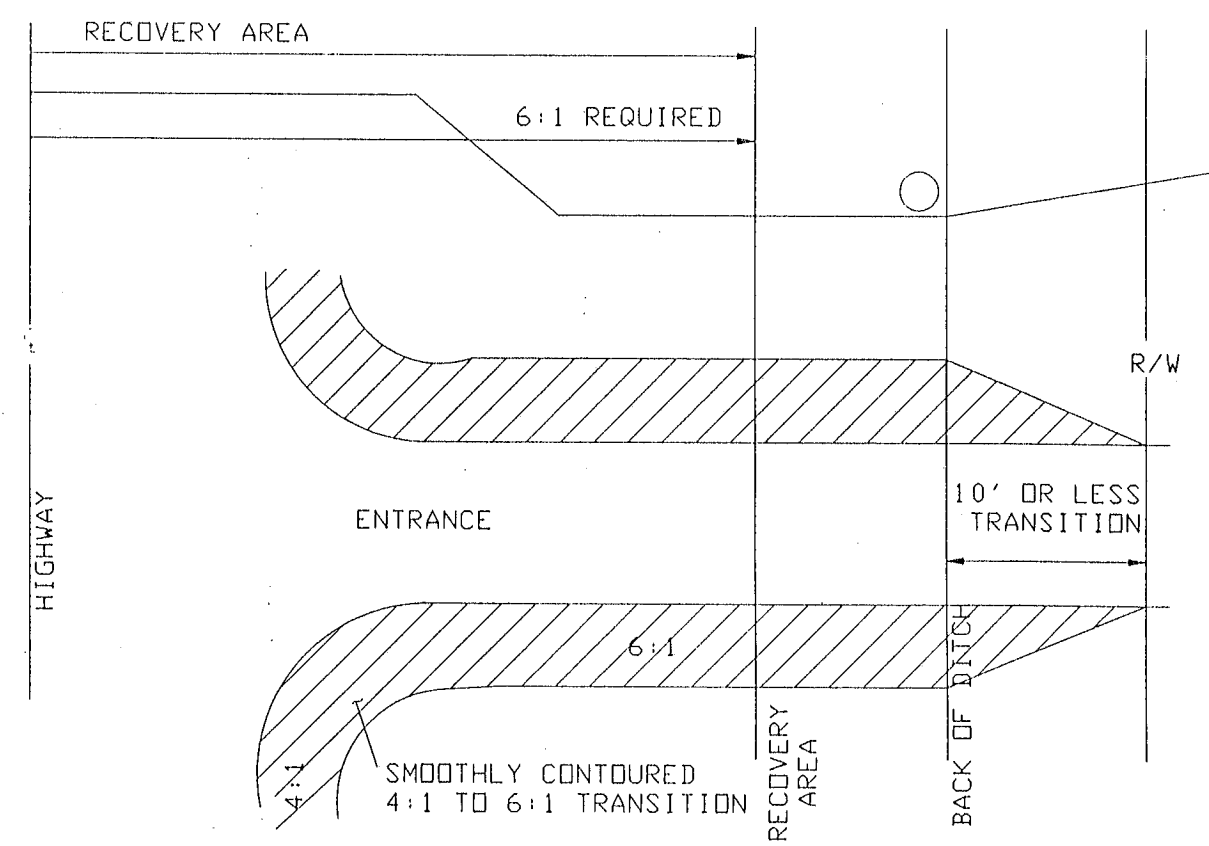 RECOVERY AREA
6:1 REQUIRED
R/W
10' OR LESS
TRANSITION
ENTRANCE
HIGHWAY
6:1
BACK OF DITCH
RECOVERY
AREA
4:1
SMOOTHLY CONTOURED
4:1 TO 6:1 TRANSITION